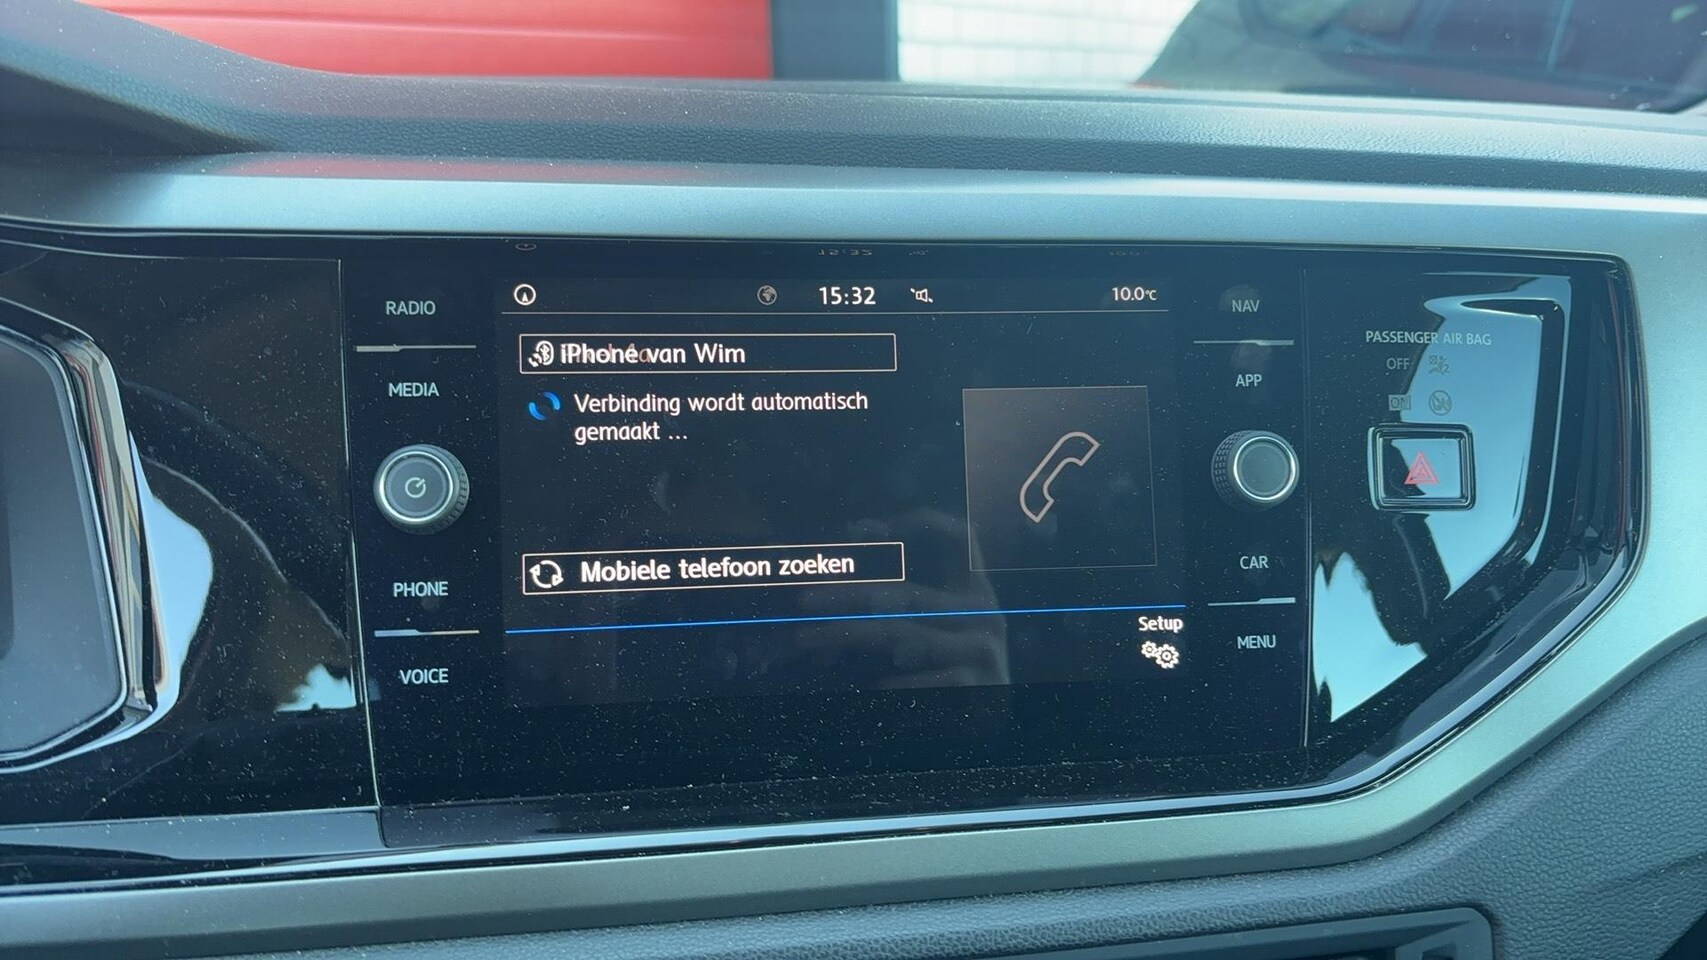 15:32
10.0°C
RADIO
MEDIA
PHONE
VOICE
iPhone van Wim
Verbinding wordt automatisch
gemaakt ...
Mobiele telefoon zoeken
Setup
NAV
APP
CAR
MENU
PASSENGER AIR BAG
OFF
ON